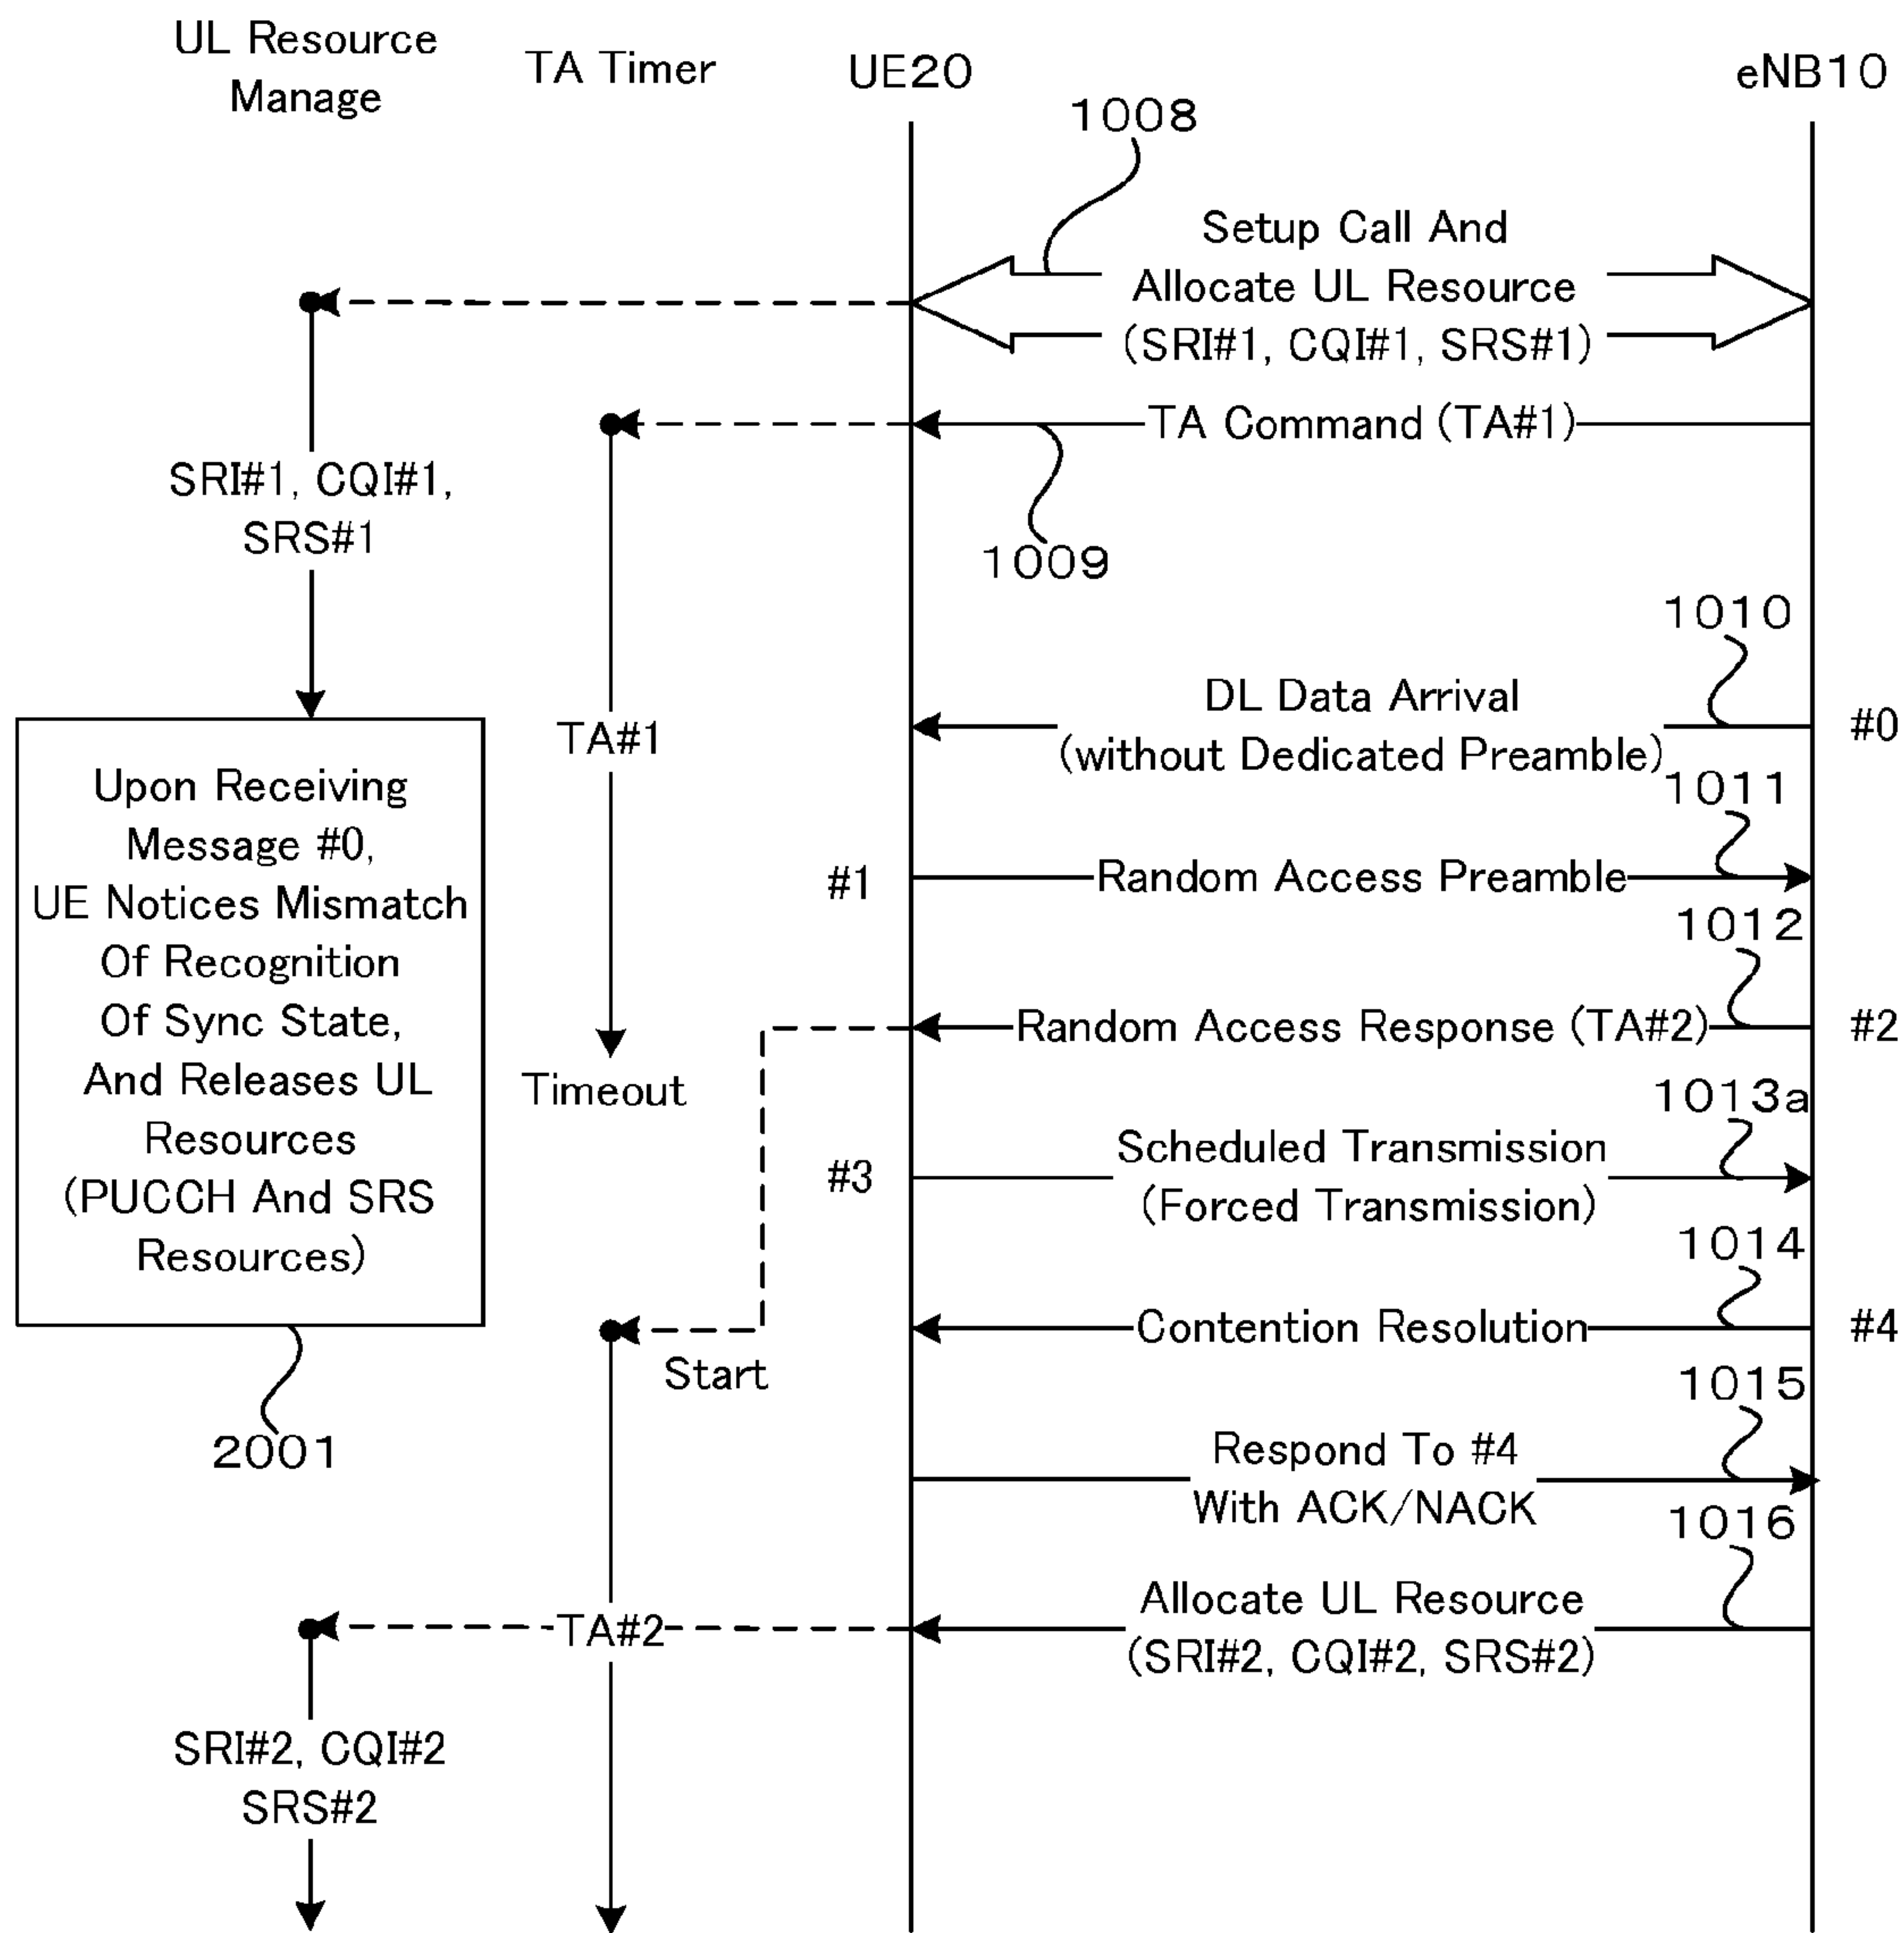 UL Resource
Manage
TA Timer
UE20
eNB10
1008
Setup Call And
Allocate UL Resource
(SRI#1, CQI#1, SRS#1)
TA Command (TA#1)
SRI#1, CQI#1,
SRS#1
1009
1010
DL Data Arrival
(without Dedicated Preamble)
#0
TA#1
Upon Receiving
Message #0,
UE Notices Mismatch
Of Recognition
Of Sync State,
And Releases UL
Resources
(PUCCH And SRS
Resources)
1011
#1
Random Access Preamble
1012
Random Access Response (TA#2)
#2
Timeout
1013a
#3
Scheduled Transmission
(Forced Transmission)
1014
Contention Resolution
#4
Start
2001
1015
Respond To #4
With ACK/NACK
1016
TA#2
Allocate UL Resource
(SRI#2, CQI#2, SRS#2)
SRI#2, CQI#2
SRS#2